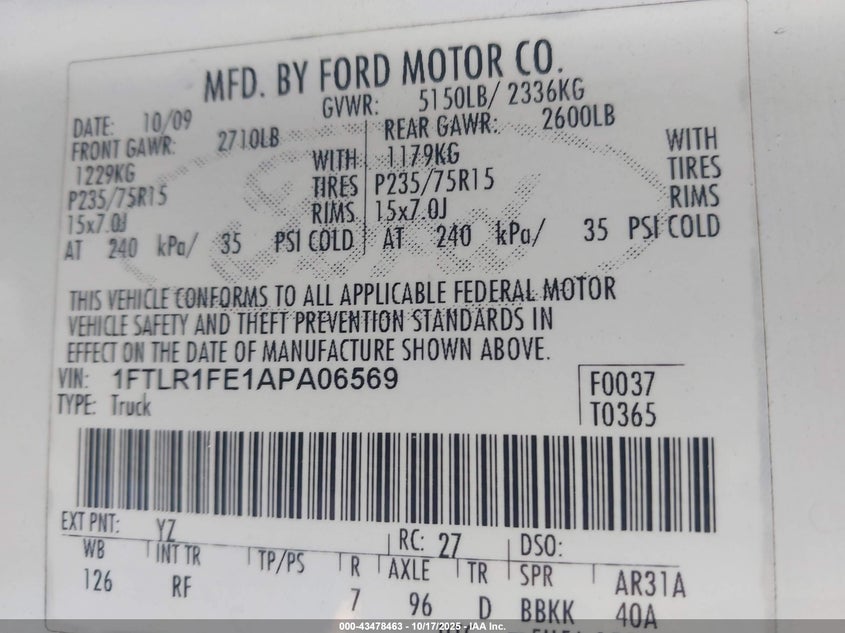 MFD. BY FORD MOTOR CO.
DATE: 10/09 GVWR: 5150LB/ 2336KG
FRONT GAWR: 2710LB REAR GAWR: 2600LB
1229KG WITH 1179KG WITH
P235/75R15 TIRES P235/75R15 TIRES
15x7.0J RIMS 15x7.0J RIMS
AT 240 kPa/ 35 PSI COLD AT 240 kPa/ 35 PSI COLD
THIS VEHICLE CONFORMS TO ALL APPLICABLE FEDERAL MOTOR
VEHICLE SAFETY AND THEFT PREVENTION STANDARDS IN
EFFECT ON THE DATE OF MANUFACTURE SHOWN ABOVE.
VIN: 1FTLR1FE1APA06569 F0037
TYPE: Truck T0365
EXT PNT: YZ RC: 27 DSO:
WB INT TR TP/PS R AXLE TR SPR AR31A
126 RF 7 96 D BBKK 40A
000-43478463 | 10/17/2025 - IAA Inc.